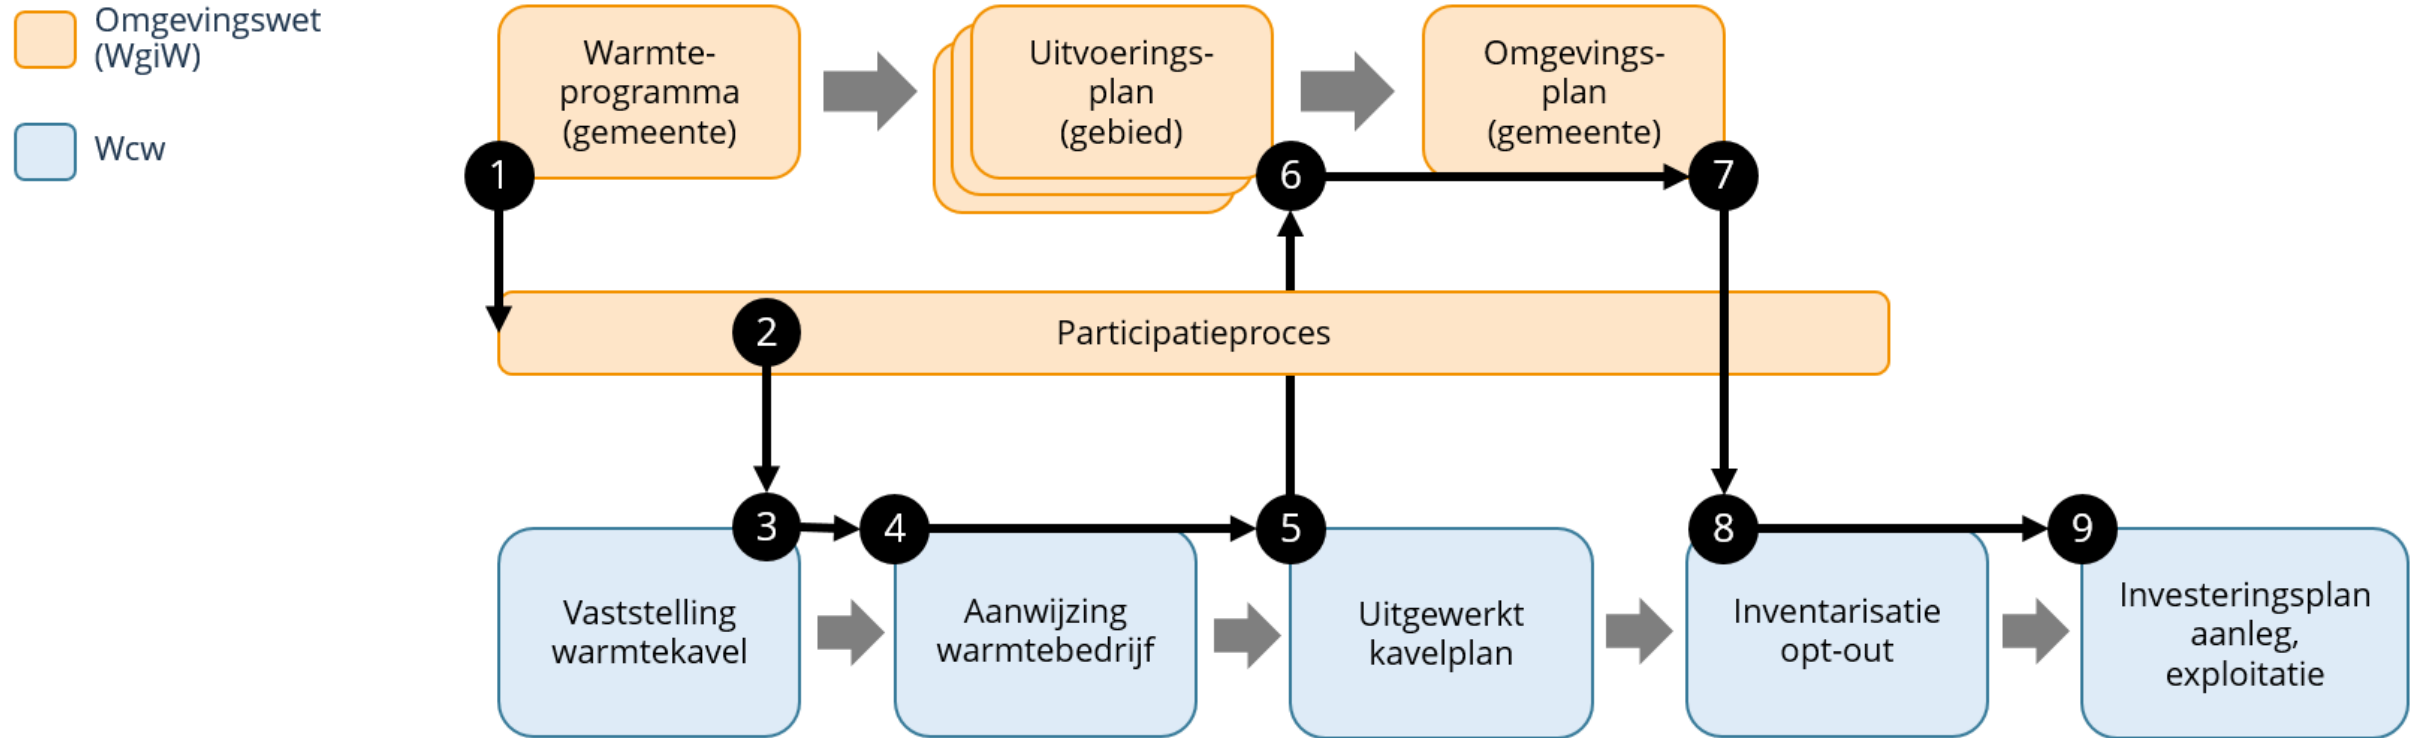 Omgevingswet
(WgiW)
Wcw
Warmte-
programma
(gemeente)
Uitvoerings-
plan
(gebied)
Omgevings-
plan
(gemeente)
1
6
7
2
Participatieproces
3
4
5
8
9
Vaststelling
warmtekavel
Aanwijzing
warmtebedrijf
Uitgewerkt
kavelplan
Inventarisatie
opt-out
Investeringsplan
aanleg,
exploitatie